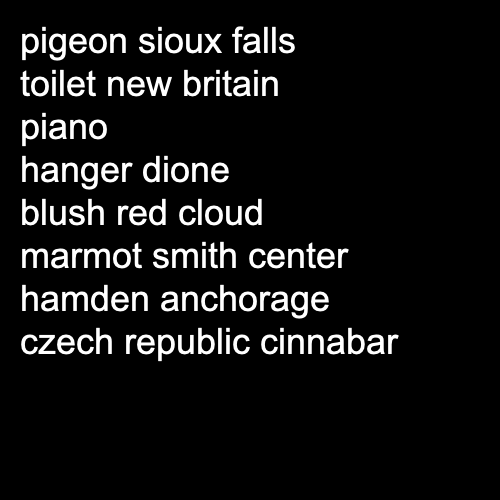 pigeon sioux falls
toilet new britain
piano
hanger dione
blush red cloud
marmot smith center
hamden anchorage
czech republic cinnabar